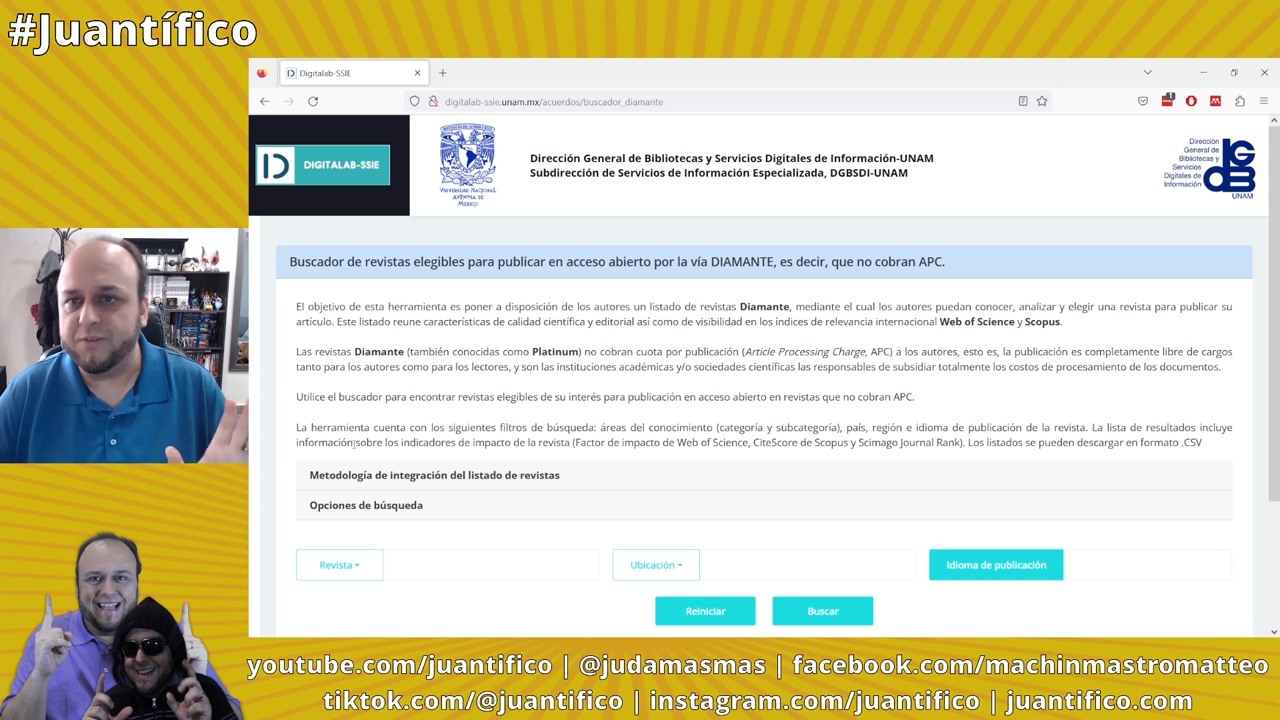 #Juantífico
Digitalab-SSIE
digitalab-ssie.unam.mx/acuerdos/buscador_diamante
1
DIGITALAB-SSIE
UNIVERSIDAD NACIONAL
AVTÓNOMA DE
MEXICO
Dirección General de Bibliotecas y Servicios Digitales de Información-UNAM
Subdirección de Servicios de Información Especializada, DGBSDI-UNAM
Dirección
General de
Bibliotecas y
Servicios
Digitales de
Información
UNAM
Buscador de revistas elegibles para publicar en acceso abierto por la vía DIAMANTE, es decir, que no cobran APC.
El objetivo de esta herramienta es poner a disposición de los autores un listado de revistas Diamante, mediante el cual los autores puedan conocer, analizar y elegir una revista para publicar su
artículo. Este listado reune características de calidad científica y editorial así como de visibilidad en los índices de relevancia internacional Web of Science y Scopus.
Las revistas Diamante (también conocidas como Platinum) no cobran cuota por publicación (Article Processing Charge, APC) a los autores, esto es, la publicación es completamente libre de cargos
tanto para los autores como para los lectores, y son las instituciones académicas y/o sociedades científicas las responsables de subsidiar totalmente los costos de procesamiento de los documentos.
Utilice el buscador para encontrar revistas elegibles de su interés para publicación en acceso abierto en revistas que no cobran APC.
La herramienta cuenta con los siguientes filtros de búsqueda: áreas del conocimiento (categoría y subcategoría), país, región e idioma de publicación de la revista. La lista de resultados incluye
información sobre los indicadores de impacto de la revista (Factor de impacto de Web of Science, CiteScore de Scopus y Scimago Journal Rank). Los listados se pueden descargar en formato .CSV
Metodología de integración del listado de revistas
Opciones de búsqueda
Revista
Ubicación
Idioma de publicación
Reiniciar
Buscar
youtube.com/juantifico | @judamasmas | facebook.com/machinmastromatteo
tiktok.com/@juantifico | instagram.com/juantifico | juantifico.com